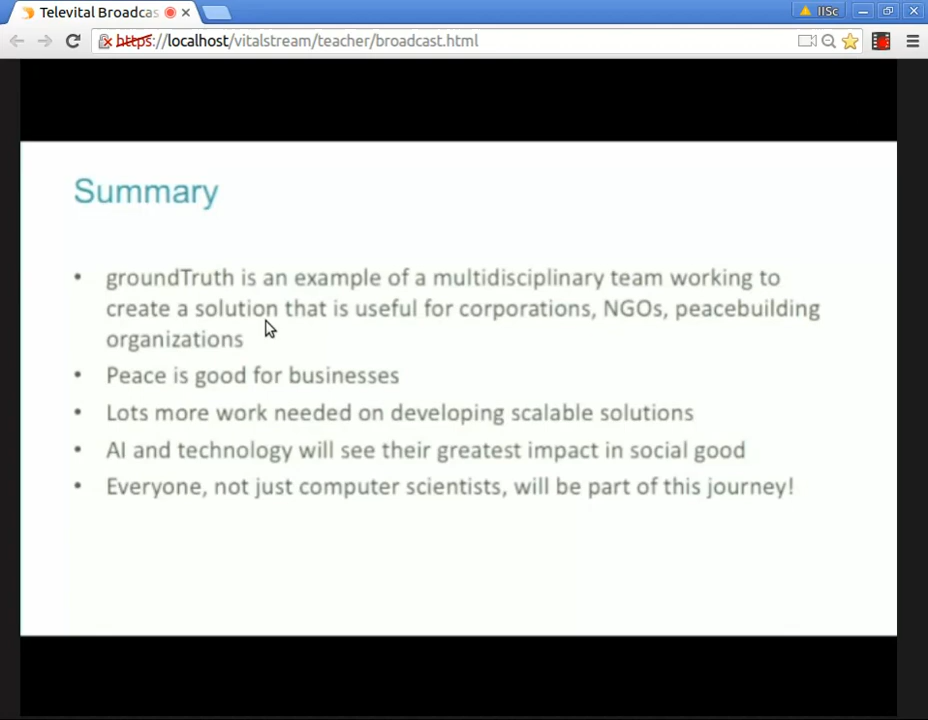 Televital Broadcas
IISc
https://localhost/vitalstream/teacher/broadcast.html
Summary
• groundTruth is an example of a multidisciplinary team working to
create a solution that is useful for corporations, NGOs, peacebuilding
organizations
• Peace is good for businesses
• Lots more work needed on developing scalable solutions
• AI and technology will see their greatest impact in social good
• Everyone, not just computer scientists, will be part of this journey!